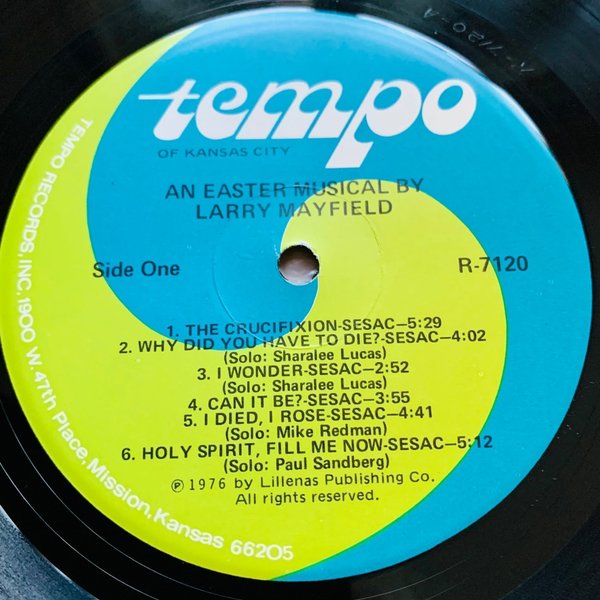 R-7120-A
tempo
OF KANSAS CITY
AN EASTER MUSICAL BY
LARRY MAYFIELD
Side One
R-7120
1. THE CRUCIFIXION-SESAC—5:29
2. WHY DID YOU HAVE TO DIE?-SESAC—4:02
(Solo: Sharalee Lucas)
3. I WONDER-SESAC—2:52
(Solo: Sharalee Lucas)
4. CAN IT BE?-SESAC—3:55
5. I DIED, I ROSE-SESAC—4:41
(Solo: Mike Redman)
6. HOLY SPIRIT, FILL ME NOW-SESAC—5:12
(Solo: Paul Sandberg)
℗ 1976 by Lillenas Publishing Co.
All rights reserved.
TEMPO RECORDS, INC. 1900 W. 47th Place, Mission, Kansas 66205